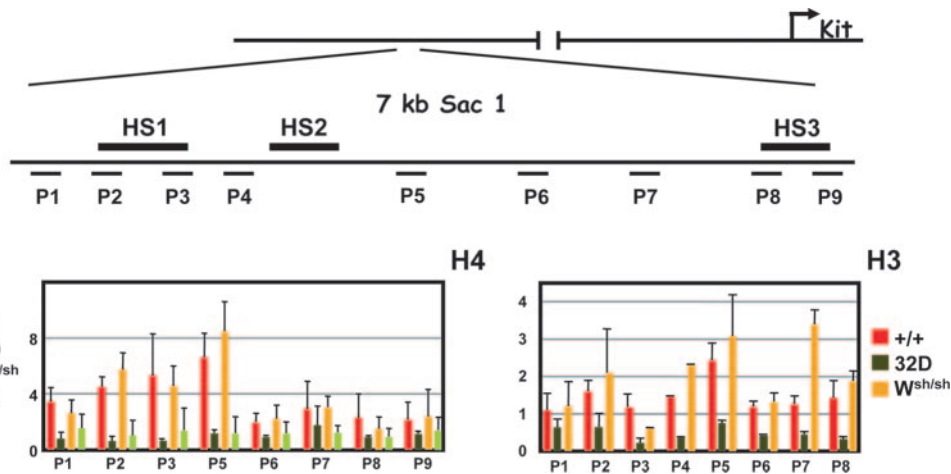 Kit
7 kb Sac 1
HS1 HS2 HS3
P1 P2 P3 P4 P5 P6 P7 P8 P9
H4 H3
8
4
0
P1 P2 P3 P5 P6 P7 P8 P9
sh/sh
4
3
2
1
0
P1 P2 P3 P4 P5 P6 P7 P8
+/+
32D
Wsh/sh